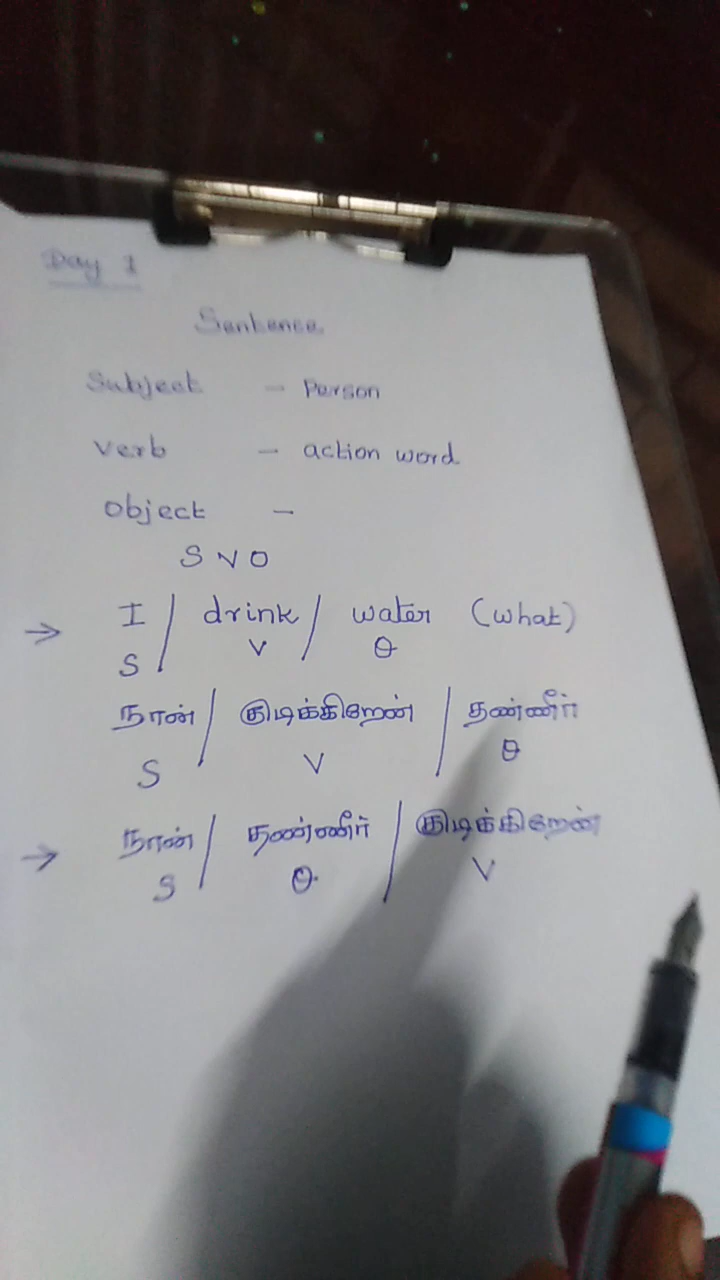 Day 1
Sentence
Subject - Person
Verb - action word
Object -
S V O
→ I / drink / water (what)
S V O
நான் / குடிக்கிறேன் / தண்ணீர்
S V O
→ நான் / தண்ணீர் / குடிக்கிறேன்
S O V